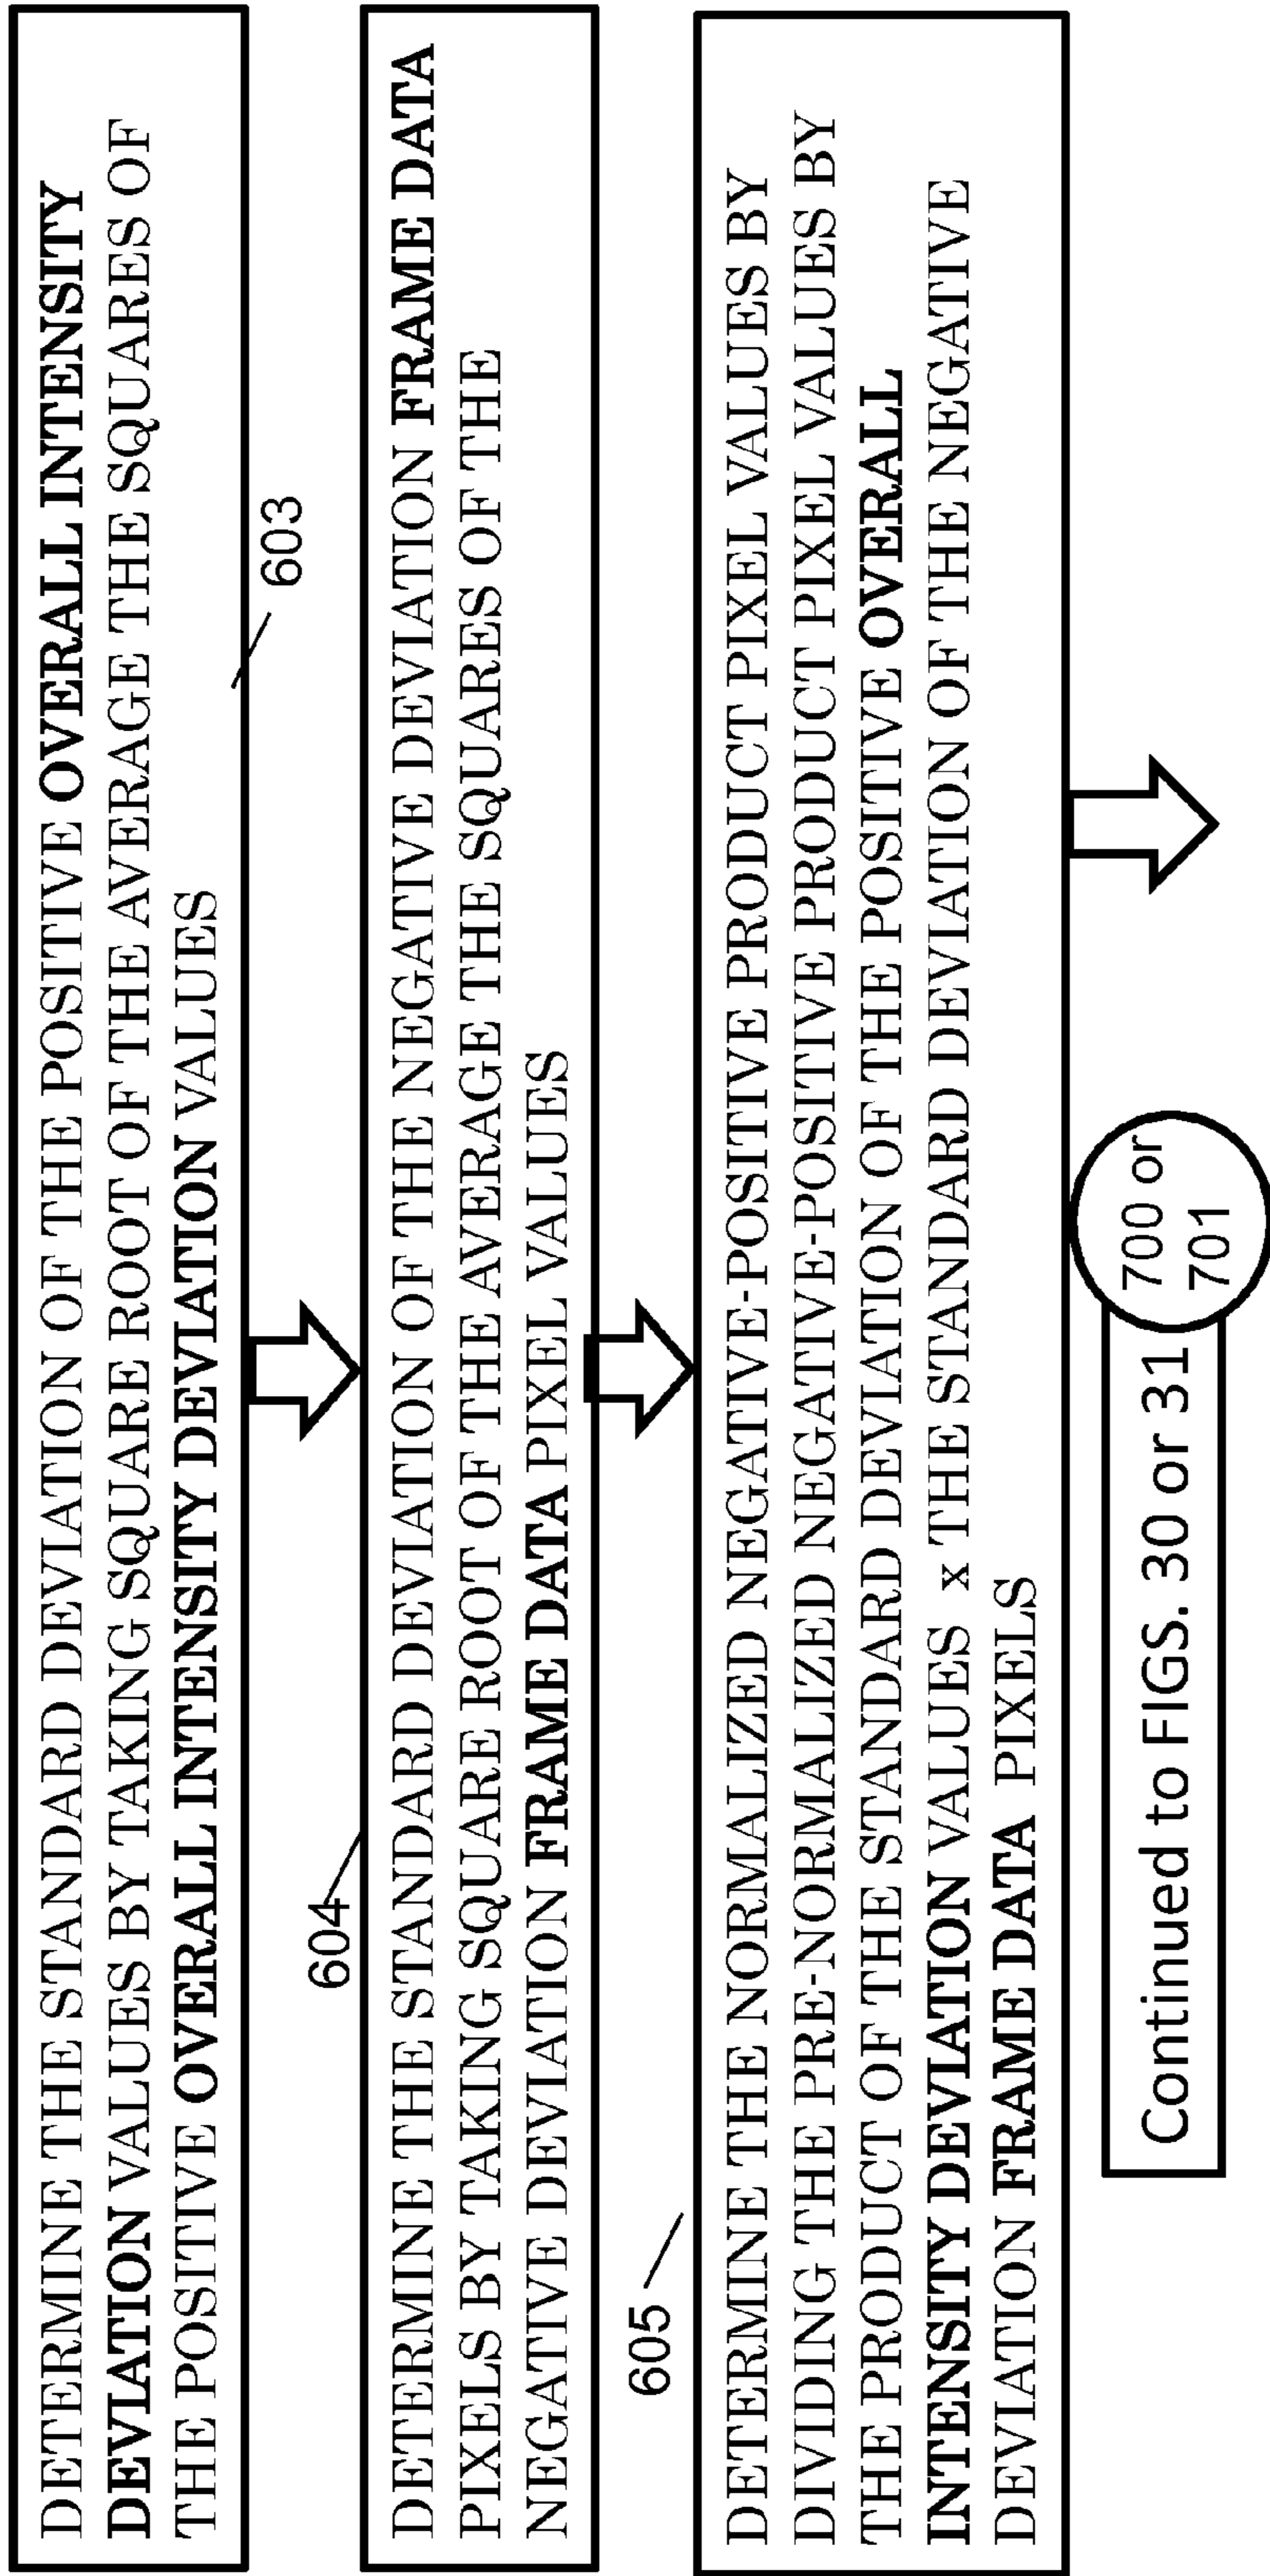 DETERMINE THE STANDARD DEVIATION OF THE POSITIVE OVERALL INTENSITY
DEVIATION VALUES BY TAKING SQUARE ROOT OF THE AVERAGE THE SQUARES OF
THE POSITIVE OVERALL INTENSITY DEVIATION VALUES
603
604
DETERMINE THE STANDARD DEVIATION OF THE NEGATIVE DEVIATION FRAME DATA
PIXELS BY TAKING SQUARE ROOT OF THE AVERAGE THE SQUARES OF THE
NEGATIVE DEVIATION FRAME DATA PIXEL VALUES
605
DETERMINE THE NORMALIZED NEGATIVE-POSITIVE PRODUCT PIXEL VALUES BY
DIVIDING THE PRE-NORMALIZED NEGATIVE-POSITIVE PRODUCT PIXEL VALUES BY
THE PRODUCT OF THE STANDARD DEVIATION OF THE POSITIVE OVERALL
INTENSITY DEVIATION VALUES x THE STANDARD DEVIATION OF THE NEGATIVE
DEVIATION FRAME DATA PIXELS
Continued to FIGS. 30 or 31
700 or
701